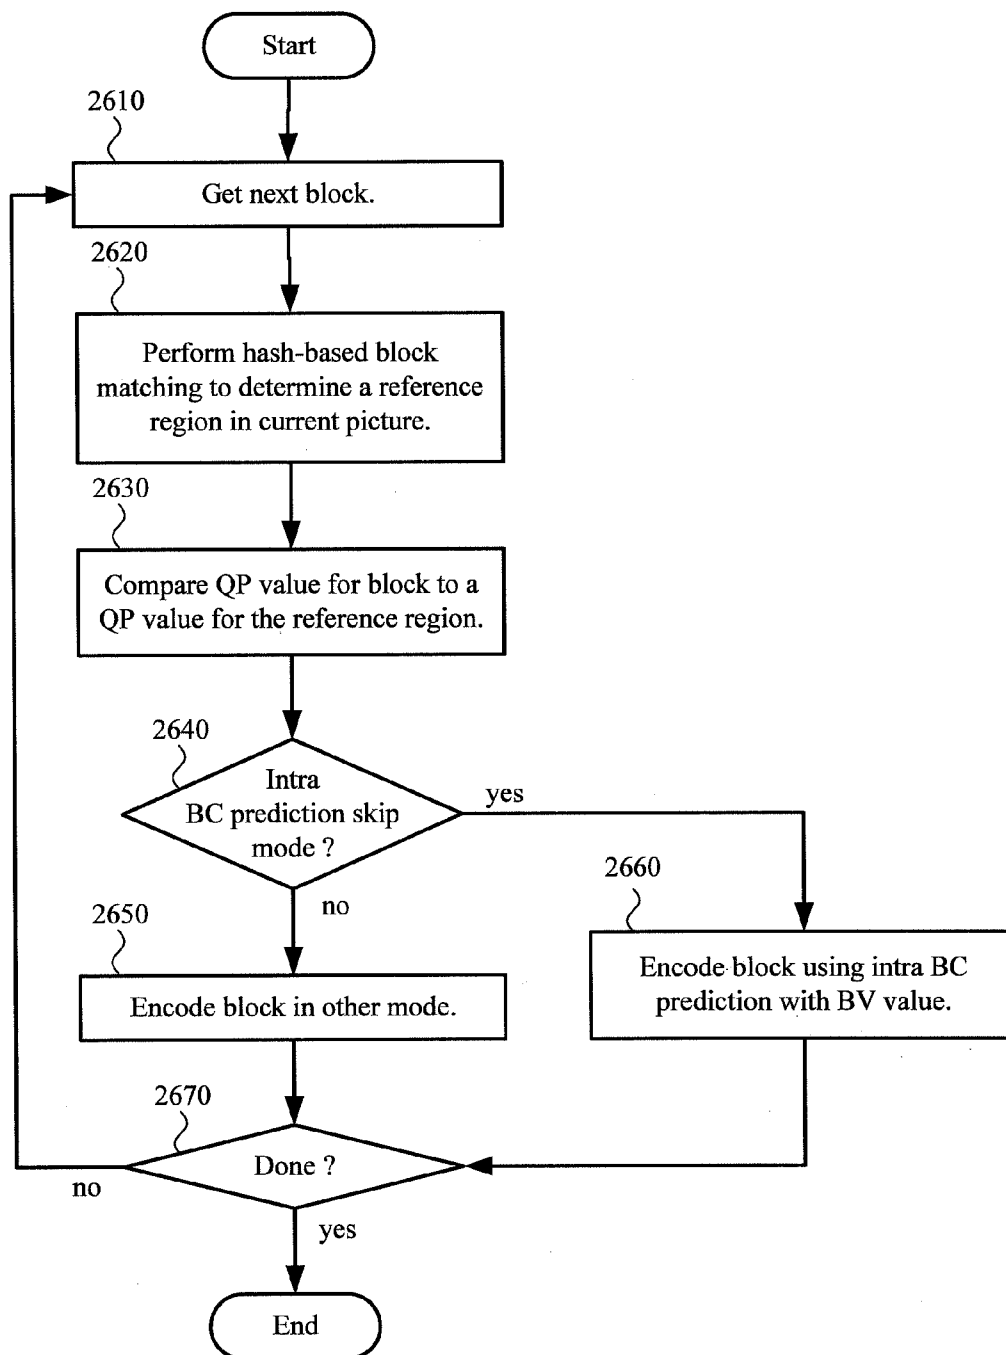 Start
2610
Get next block.
2620
Perform hash-based block
matching to determine a reference
region in current picture.
2630
Compare QP value for block to a
QP value for the reference region.
2640
Intra
BC prediction skip
mode ?
yes
no
2650
Encode block in other mode.
2660
Encode block using intra BC
prediction with BV value.
2670
Done ?
no
yes
End